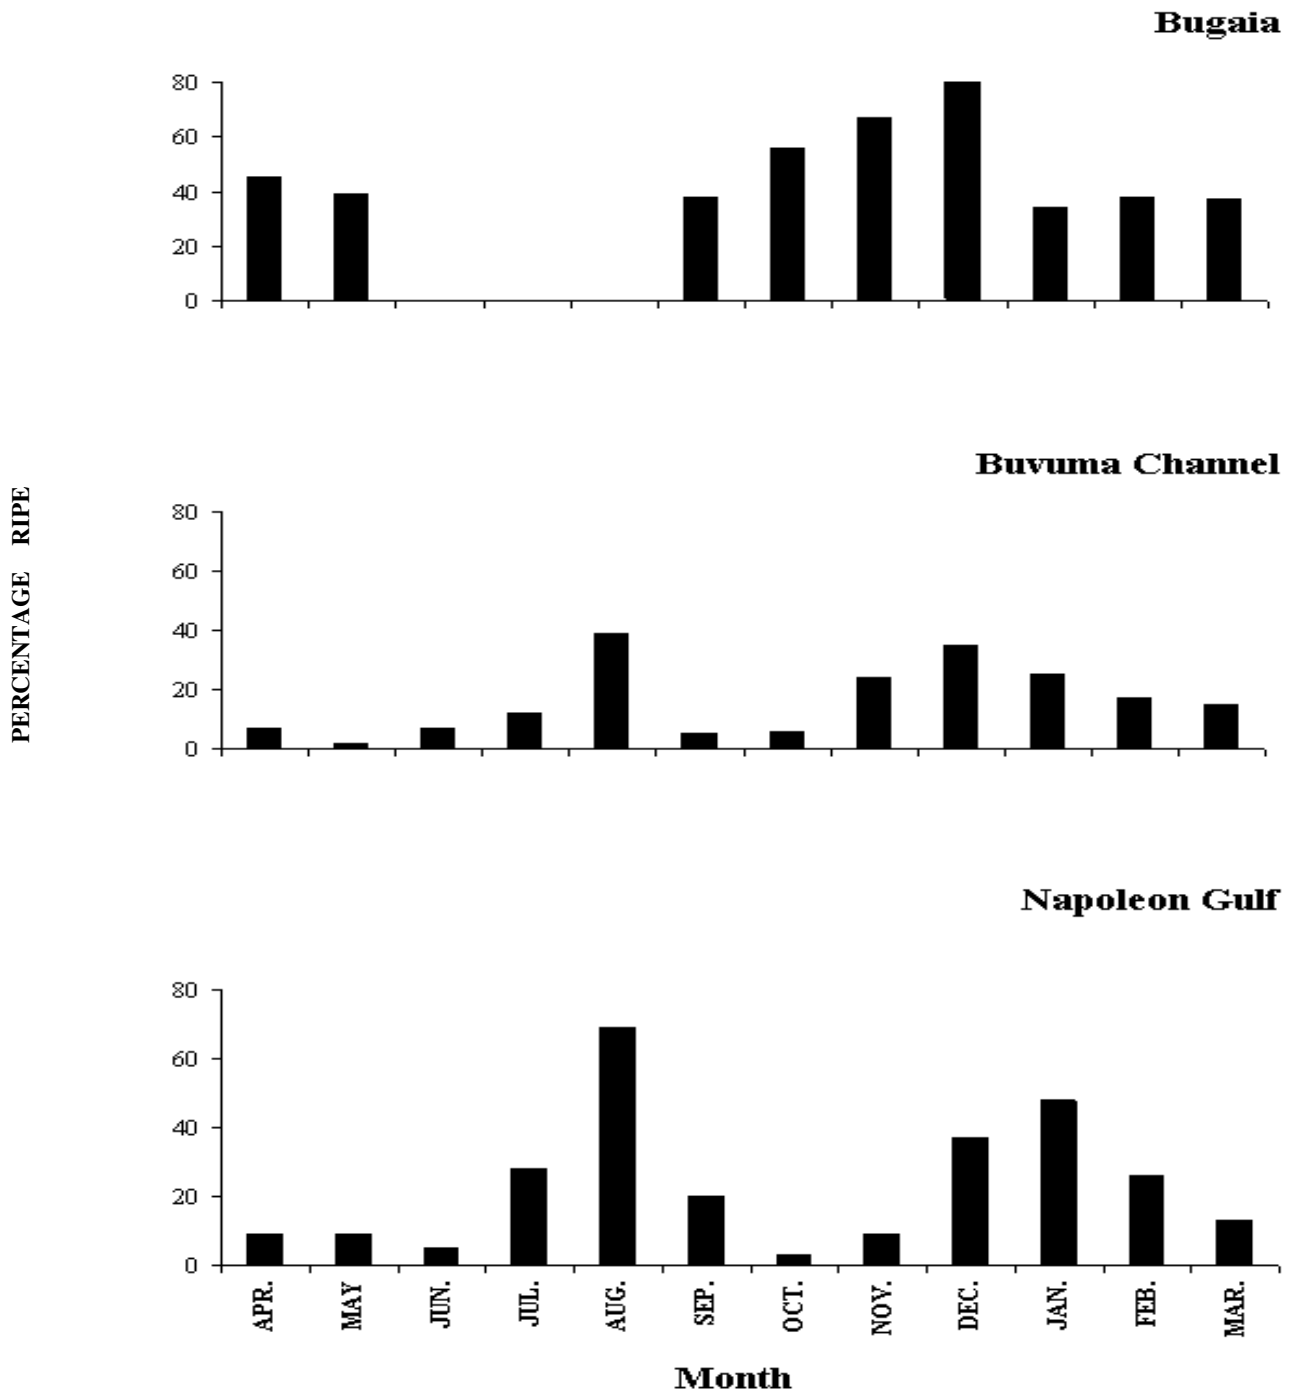 Bugaia
80
60
40
20
0
Buvuma Channel
PERCENTAGE RIPE
80
60
40
20
0
Napoleon Gulf
80
60
40
20
0
APR. MAY JUN. JUL. AUG. SEP. OCT. NOV. DEC. JAN. FEB. MAR.
Month